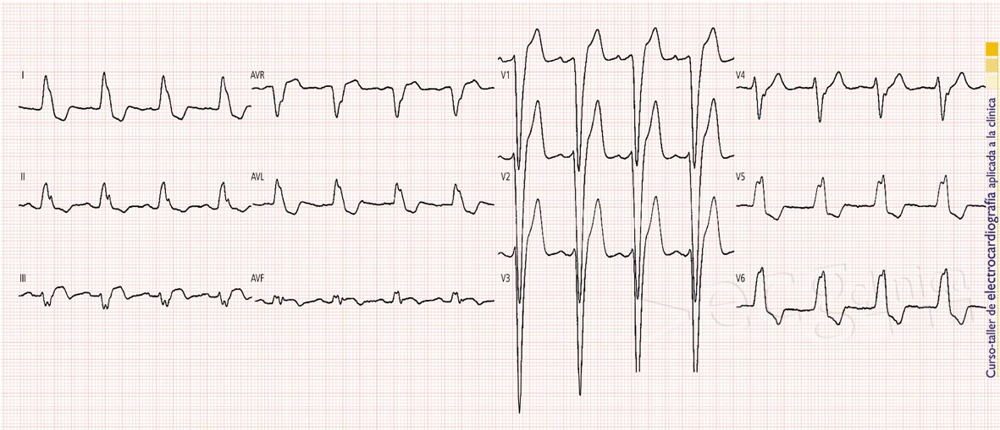 I
AVR
V1
V4
II
AVL
V2
V5
III
AVF
V3
V6
Curso-taller de electrocardiografía aplicada a la clínica